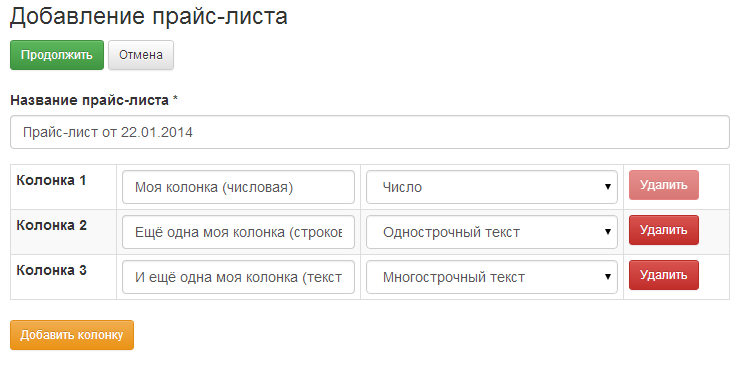 Добавление прайс-листа
Продолжить Отмена
Название прайс-листа *
Прайс-лист от 22.01.2014
Колонка 1 Моя колонка (числовая) Число Удалить
Колонка 2 Ещё одна моя колонка (строков Однострочный текст Удалить
Колонка 3 И ещё одна моя колонка (текст Многострочный текст Удалить
Добавить колонку